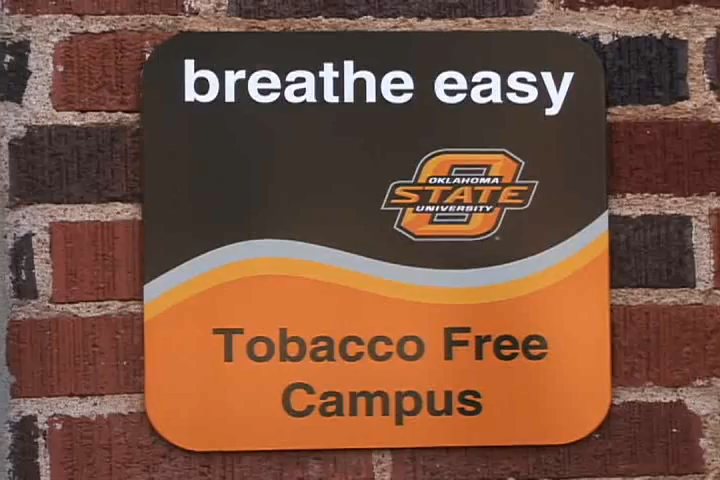 breathe easy
OKLAHOMA
STATE
UNIVERSITY
Tobacco Free
Campus